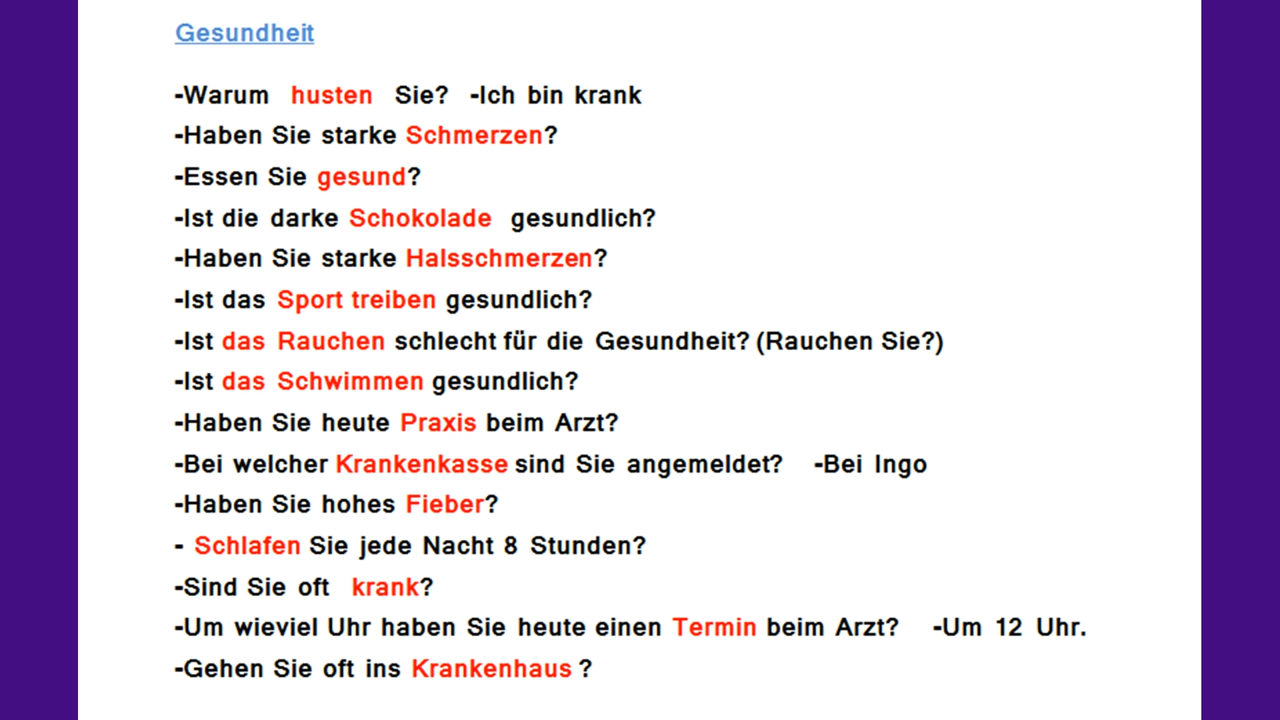 Gesundheit
-Warum husten Sie? -Ich bin krank
-Haben Sie starke Schmerzen?
-Essen Sie gesund?
-Ist die darke Schokolade gesundlich?
-Haben Sie starke Halsschmerzen?
-Ist das Sport treiben gesundlich?
-Ist das Rauchen schlecht für die Gesundheit? (Rauchen Sie?)
-Ist das Schwimmen gesundlich?
-Haben Sie heute Praxis beim Arzt?
-Bei welcher Krankenkasse sind Sie angemeldet? -Bei Ingo
-Haben Sie hohes Fieber?
- Schlafen Sie jede Nacht 8 Stunden?
-Sind Sie oft krank?
-Um wieviel Uhr haben Sie heute einen Termin beim Arzt? -Um 12 Uhr.
-Gehen Sie oft ins Krankenhaus ?